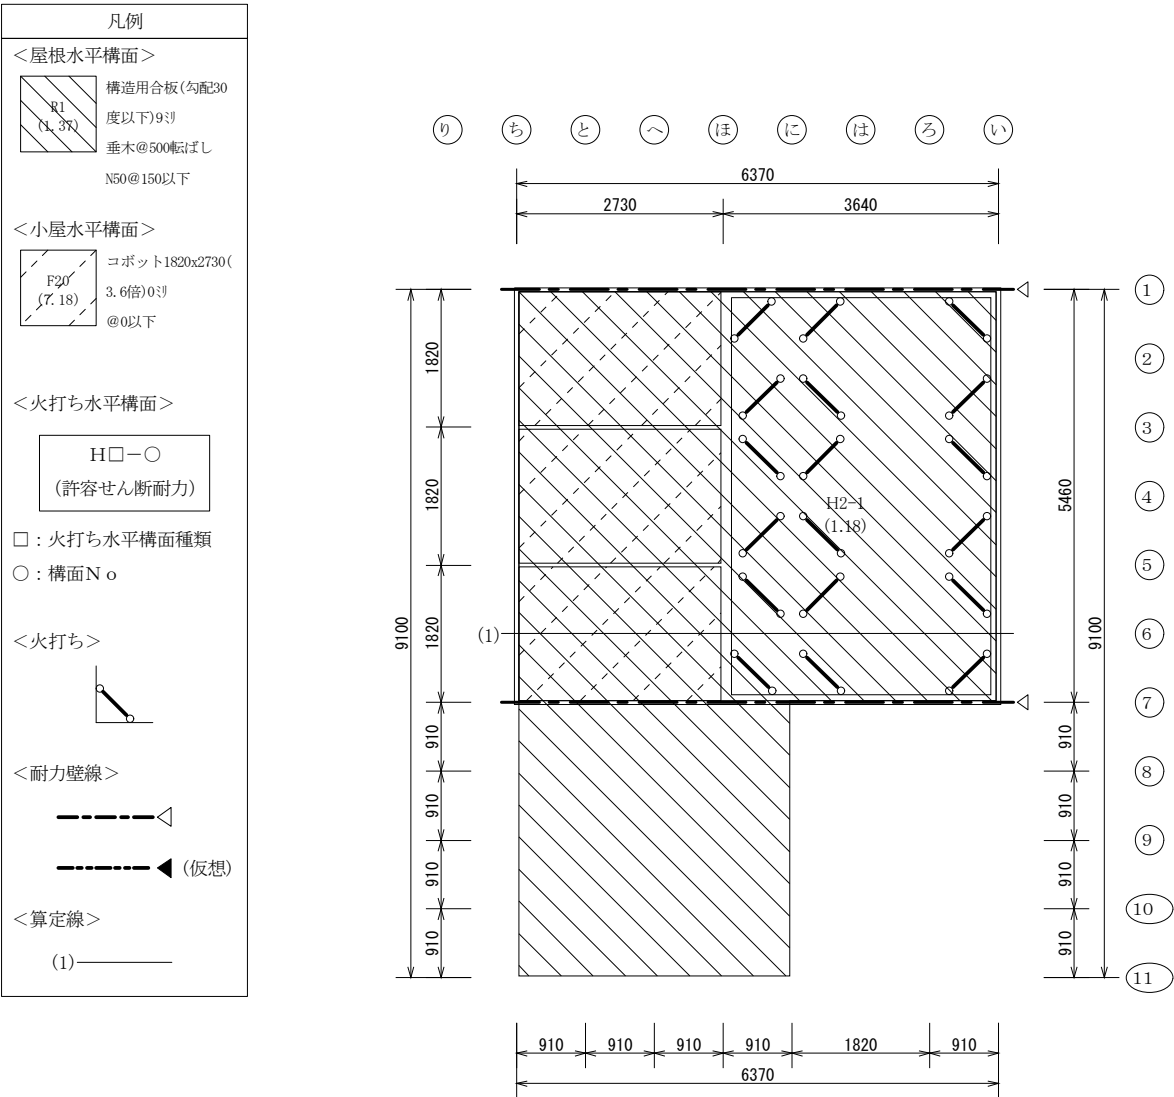 凡例
＜屋根水平構面＞
R1
(1.37)
構造用合板(勾配30
度以下)9ﾐﾘ
垂木@500転ばし
N50@150以下
＜小屋水平構面＞
F20
(7.18)
コボット1820x2730(
3.6倍)0ﾐﾘ
@0以下
＜火打ち水平構面＞
H□－○
(許容せん断耐力)
□：火打ち水平構面種類
○：構面Ｎｏ
＜火打ち＞
＜耐力壁線＞
(仮想)
＜算定線＞
(1)
り ち と へ ほ に は ろ い
6370
2730 3640
1
2
3
4
5
6
7
8
9
10
11
9100
1820
1820
1820
910
910
910
910
H2-1
(1.18)
(1)
5460
910
910
910
910
9100
910 910 910 910 1820 910
6370